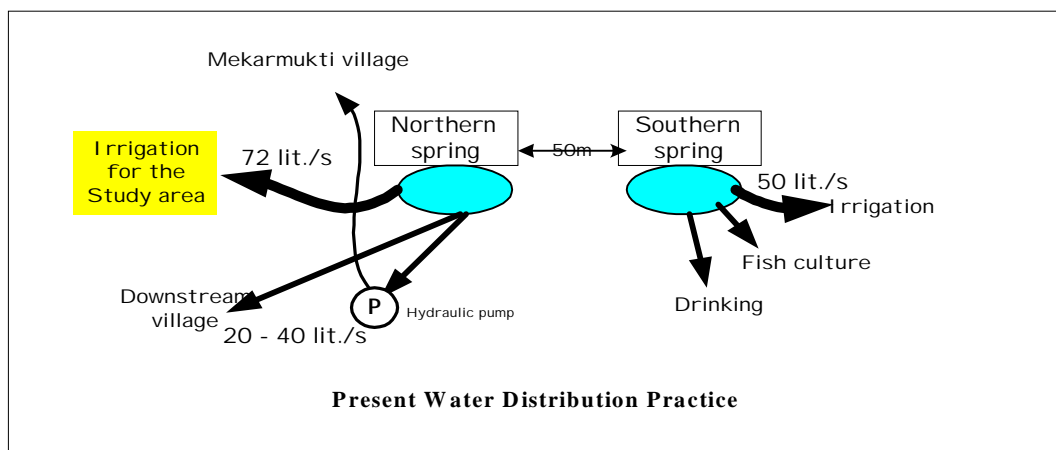 Mekarmukti village
Northern
spring
Southern
spring
50m
Irrigation
for the
Study area
72 lit./s
50 lit./s
Irrigation
Fish culture
Drinking
Downstream
village
20 - 40 lit./s
P
Hydraulic pump
Present Water Distribution Practice